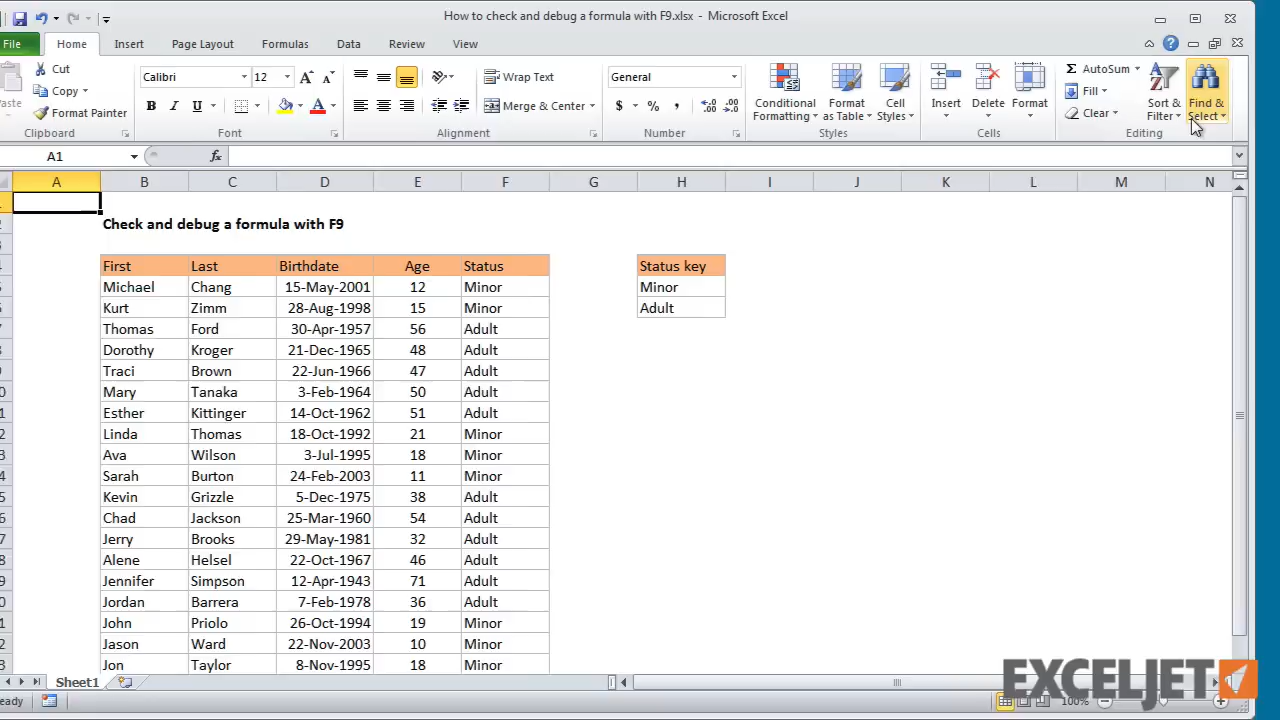 How to check and debug a formula with F9.xlsx - Microsoft Excel
File Home Insert Page Layout Formulas Data Review View
Cut
Copy
Format Painter
Clipboard
Calibri 12
B I U A
Font
Wrap Text
Merge & Center
Alignment
General
$ % ,
Number
Conditional Formatting
Format as Table
Cell Styles
Styles
Insert Delete Format
Cells
Σ AutoSum
Fill
Clear
Sort & Filter
Find & Select
Editing
A1 fx
A B C D E F G H I J K L M N
Check and debug a formula with F9
First Last Birthdate Age Status Status key
Michael Chang 15-May-2001 12 Minor Minor
Kurt Zimm 28-Aug-1998 15 Minor Adult
Thomas Ford 30-Apr-1957 56 Adult
Dorothy Kroger 21-Dec-1965 48 Adult
Traci Brown 22-Jun-1966 47 Adult
Mary Tanaka 3-Feb-1964 50 Adult
Esther Kittinger 14-Oct-1962 51 Adult
Linda Thomas 18-Oct-1992 21 Minor
Ava Wilson 3-Jul-1995 18 Minor
Sarah Burton 24-Feb-2003 11 Minor
Kevin Grizzle 5-Dec-1975 38 Adult
Chad Jackson 25-Mar-1960 54 Adult
Jerry Brooks 29-May-1981 32 Adult
Alene Helsel 22-Oct-1967 46 Adult
Jennifer Simpson 12-Apr-1943 71 Adult
Jordan Barrera 7-Feb-1978 36 Adult
John Priolo 26-Oct-1994 19 Minor
Jason Ward 22-Nov-2003 10 Minor
Jon Taylor 8-Nov-1995 18 Minor
Sheet1
EXCELJET
100%